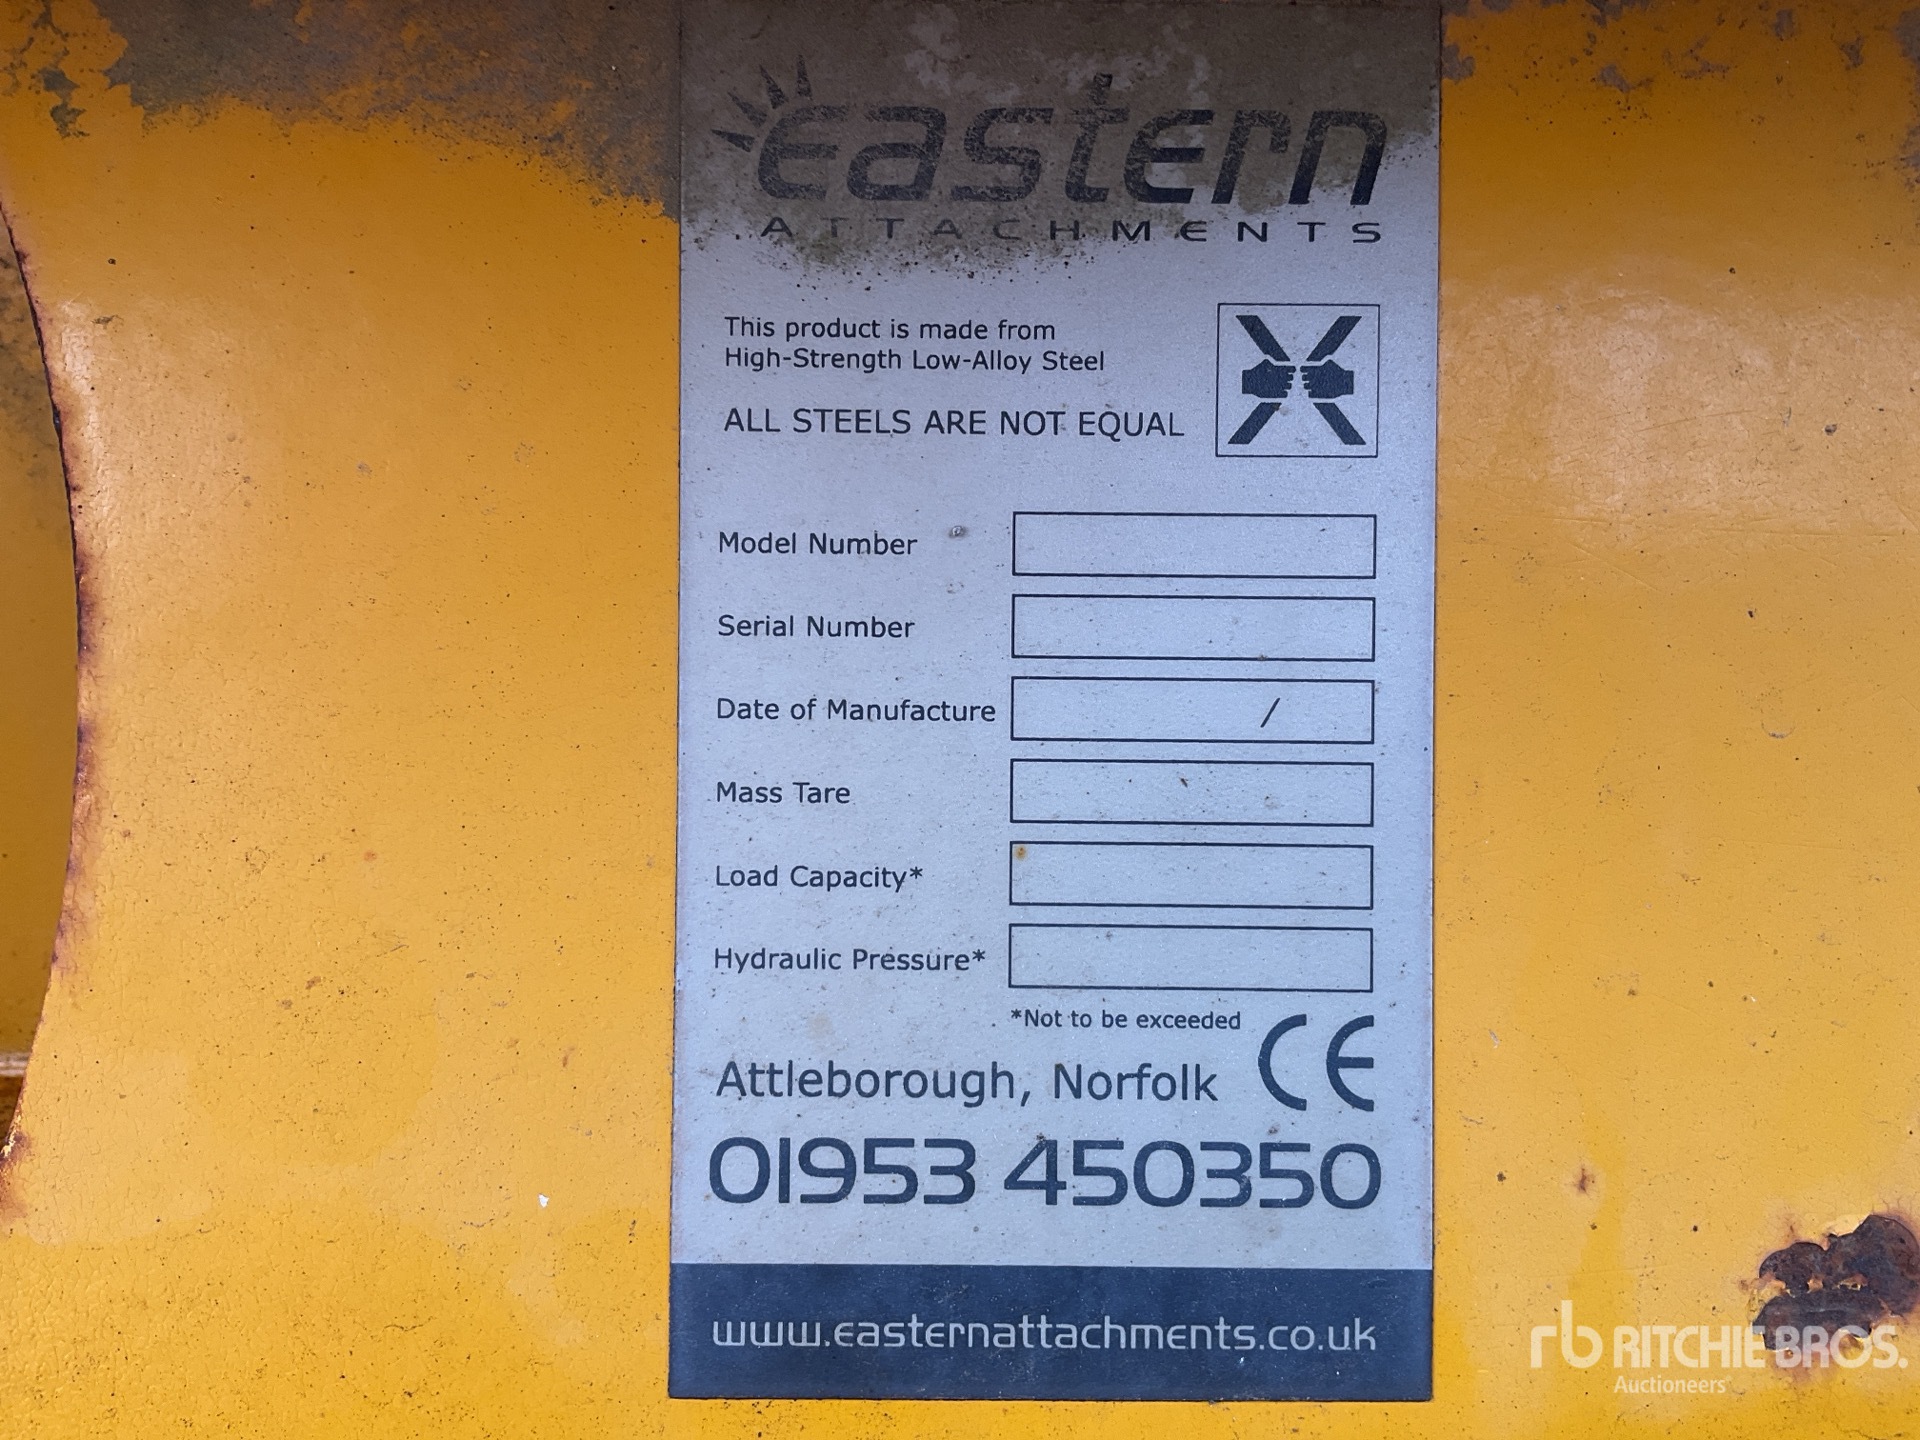 eastern
ATTACHMENTS
This product is made from
High-Strength Low-Alloy Steel
ALL STEELS ARE NOT EQUAL
Model Number
Serial Number
Date of Manufacture /
Mass Tare
Load Capacity*
Hydraulic Pressure*
*Not to be exceeded
CE
Attleborough, Norfolk
01953 450350
www.easternattachments.co.uk
rb RITCHIE BROS.
Auctioneers